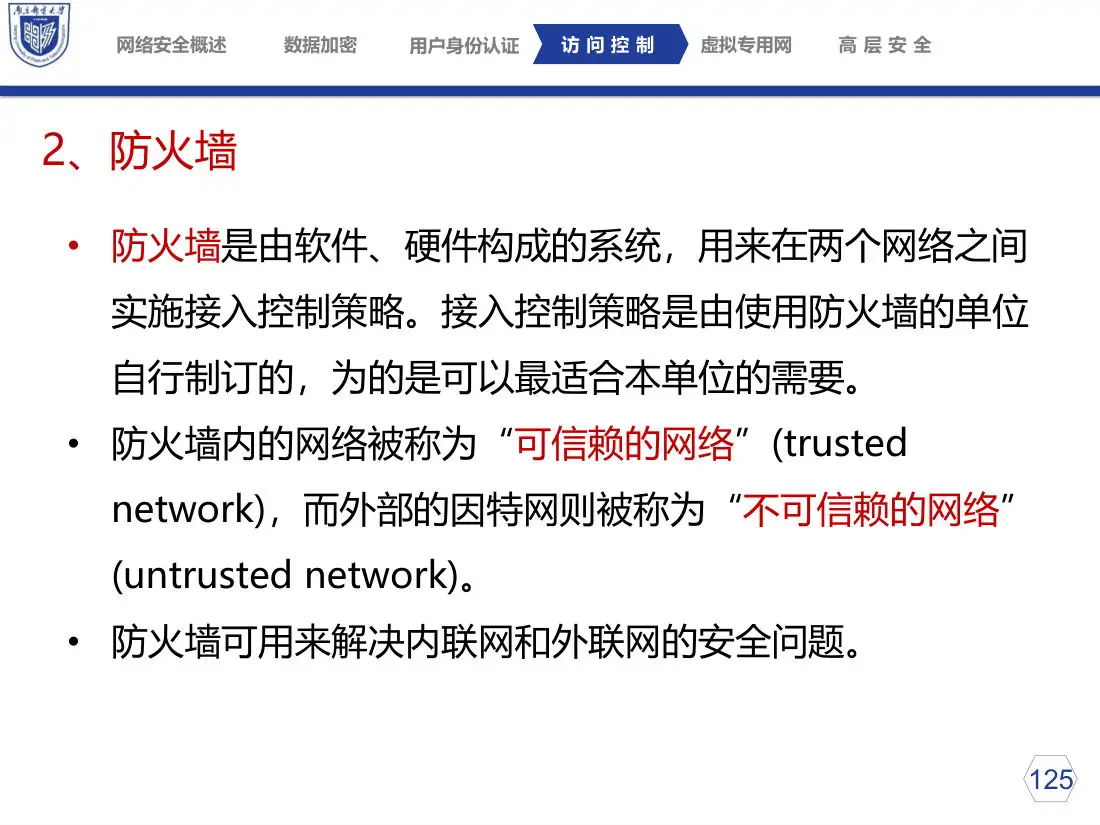 南京邮电大学
网络安全概述 数据加密 用户身份认证 访问控制 虚拟专用网 高层安全
2、防火墙
• 防火墙是由软件、硬件构成的系统，用来在两个网络之间
实施接入控制策略。接入控制策略是由使用防火墙的单位
自行制订的，为的是可以最适合本单位的需要。
• 防火墙内的网络被称为“可信赖的网络”(trusted
network)，而外部的因特网则被称为“不可信赖的网络”
(untrusted network)。
• 防火墙可用来解决内联网和外联网的安全问题。
125